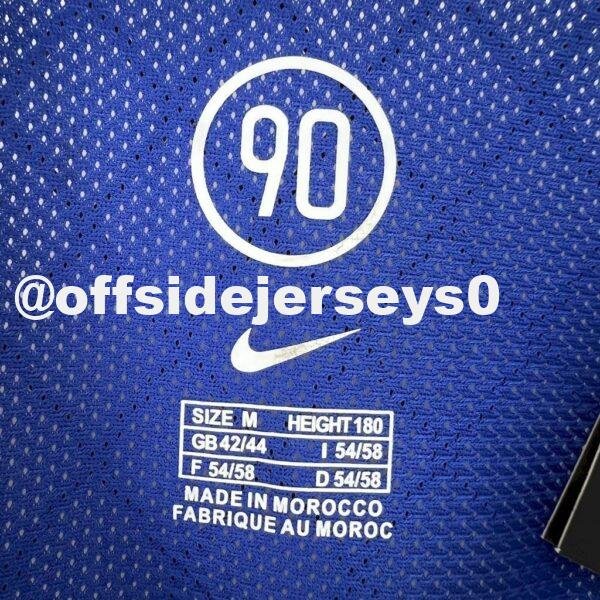 90
@offsidejerseys0
SIZE M HEIGHT 180
GB 42/44 I 54/58
F 54/58 D 54/58
MADE IN MOROCCO
FABRIQUE AU MOROC